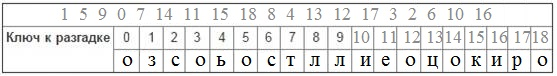 1 5 9 0 7 14 15 18 8 4 13 12 17 3 2 6 10 16
Ключ к разгадке 0 1 2 3 4 5 6 7 8 9 10 11 12 13 14 15 16 17 18
о з с о ь о с т л л и е о ц о к и р о